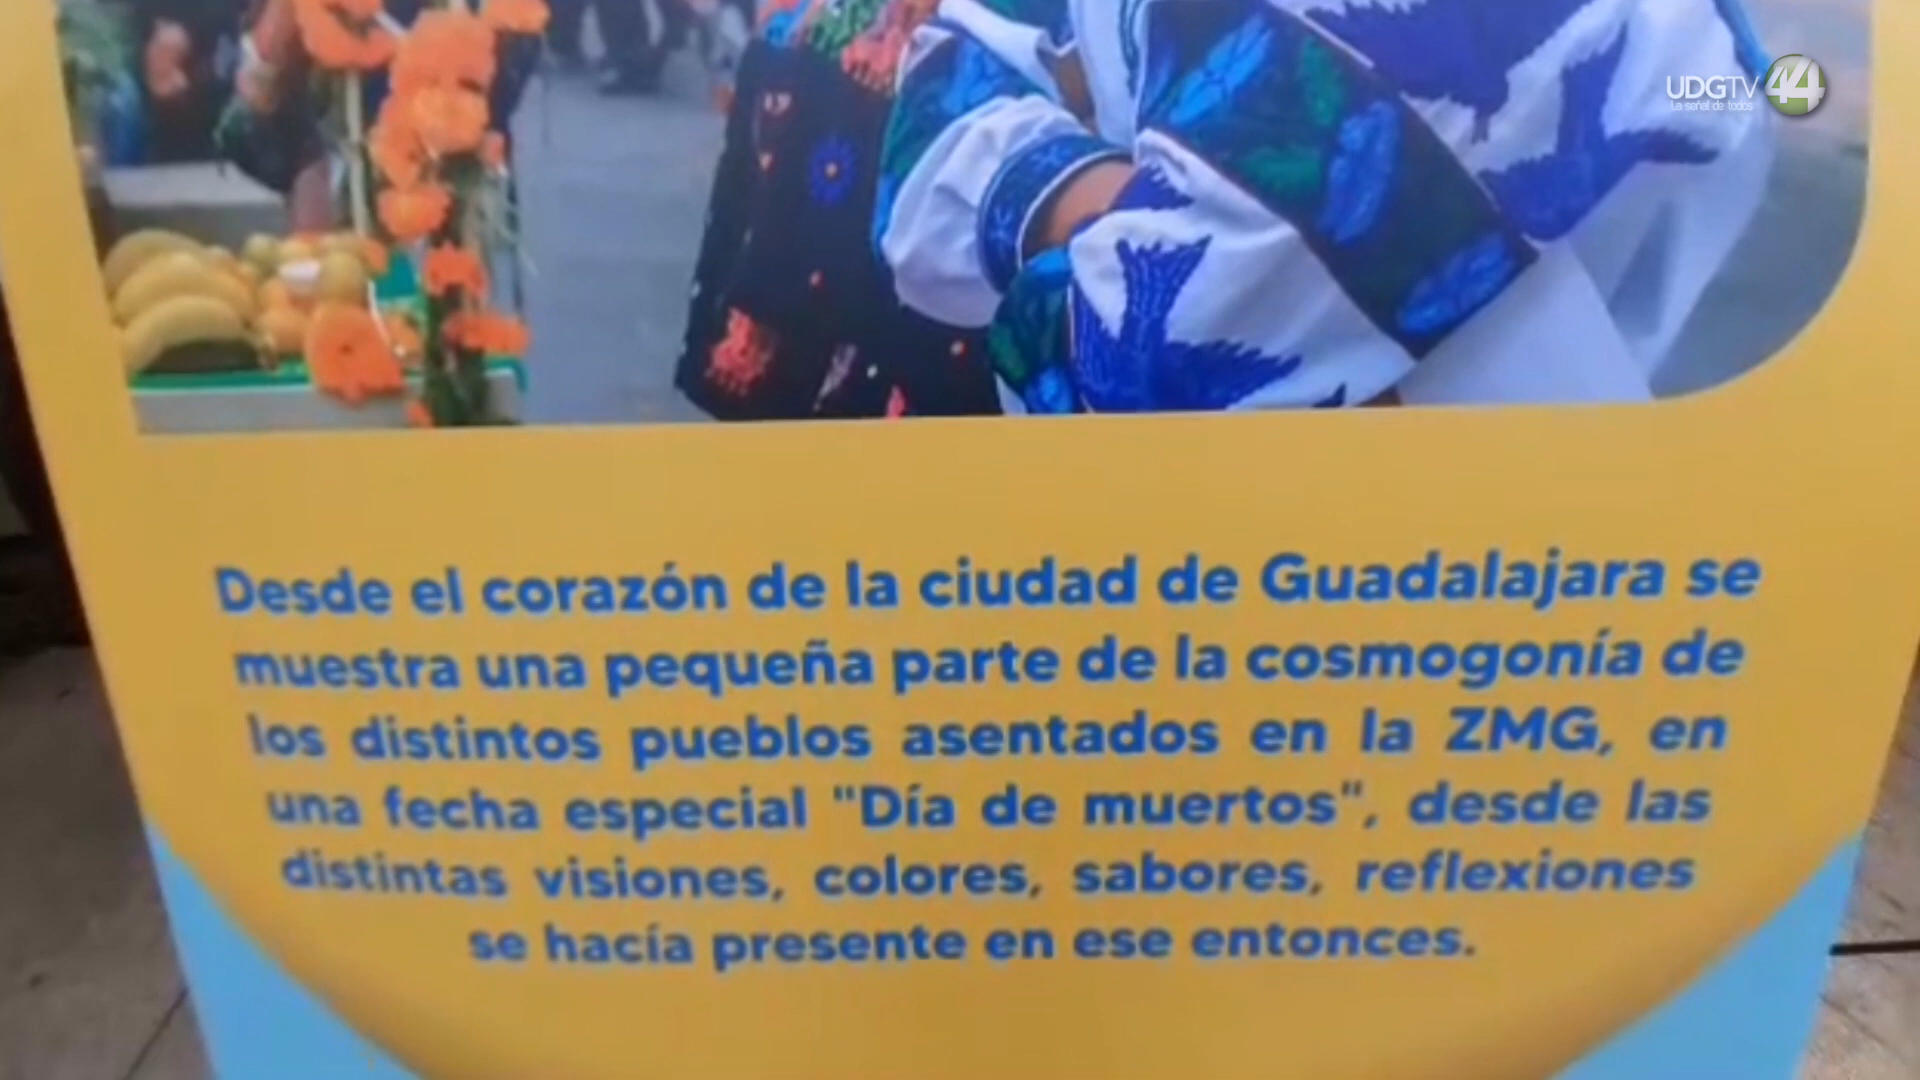 UDGTV 44
La señal de todos
Desde el corazón de la ciudad de Guadalajara se
muestra una pequeña parte de la cosmogonía de
los distintos pueblos asentados en la ZMG, en
una fecha especial "Día de muertos", desde las
distintas visiones, colores, sabores, reflexiones
se hacía presente en ese entonces.